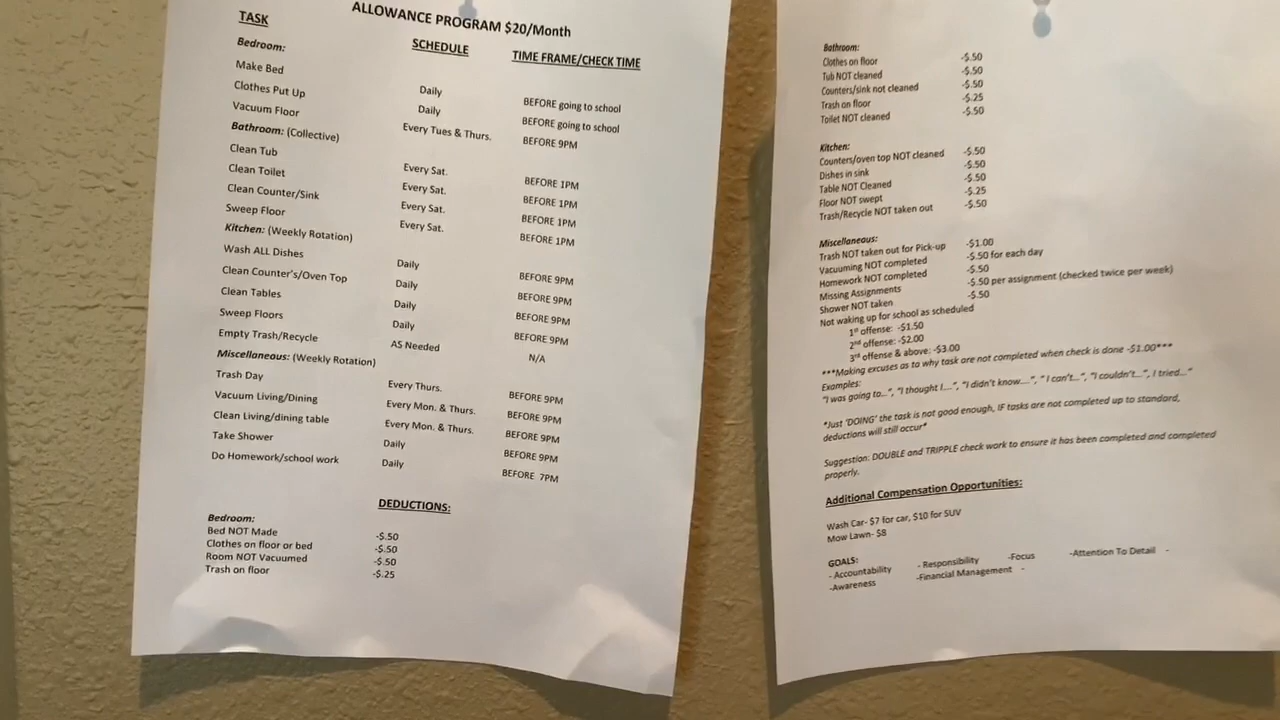 ALLOWANCE PROGRAM $20/Month
TASK SCHEDULE TIME FRAME/CHECK TIME
Bedroom:
Make Bed Daily BEFORE going to school
Clothes Put Up Daily BEFORE going to school
Vacuum Floor Every Tues & Thurs. BEFORE 9PM
Bathroom: (Collective)
Clean Tub Every Sat. BEFORE 1PM
Clean Toilet Every Sat. BEFORE 1PM
Clean Counter/Sink Every Sat. BEFORE 1PM
Sweep Floor Every Sat. BEFORE 1PM
Kitchen: (Weekly Rotation)
Wash ALL Dishes Daily BEFORE 9PM
Clean Counter's/Oven Top Daily BEFORE 9PM
Clean Tables Daily BEFORE 9PM
Sweep Floors Daily BEFORE 9PM
Empty Trash/Recycle AS Needed N/A
Miscellaneous: (Weekly Rotation)
Trash Day Every Thurs. BEFORE 9PM
Vacuum Living/Dining Every Mon. & Thurs. BEFORE 9PM
Clean Living/dining table Every Mon. & Thurs. BEFORE 9PM
Take Shower Daily BEFORE 9PM
Do Homework/school work Daily BEFORE 7PM
DEDUCTIONS:
Bedroom:
Bed NOT Made -$.50
Clothes on floor or bed -$.50
Room NOT Vacuumed -$.50
Trash on floor -$.25
Bathroom:
Clothes on floor -$.50
Tub NOT cleaned -$.50
Counters/sink not cleaned -$.50
Trash on floor -$.25
Toilet NOT cleaned -$.50
Kitchen:
Counters/oven top NOT cleaned -$.50
Dishes in sink -$.50
Table NOT Cleaned -$.50
Floor NOT swept -$.25
Trash/Recycle NOT taken out -$.50
Miscellaneous:
Trash NOT taken out for Pick-up -$1.00
Vacuuming NOT completed -$.50 for each day
Homework NOT completed -$.50
Missing Assignments -$.50 per assignment (checked twice per week)
Shower NOT taken -$.50
Not waking up for school as scheduled
1st offense: -$1.50
2nd offense: -$2.00
3rd offense & above: -$3.00
***Making excuses as to why task are not completed when check is done -$1.00***
Examples:
"I was going to...", "I thought I....", "I didn't know....", " I can't...", "I couldn't...", I tried..."
*Just 'DOING' the task is not good enough, IF tasks are not completed up to standard,
deductions will still occur*
Suggestion: DOUBLE and TRIPPLE check work to ensure it has been completed and completed
properly.
Additional Compensation Opportunities:
Wash Car- $7 for car, $10 for SUV
Mow Lawn- $8
GOALS:
- Accountability - Responsibility -Focus -Attention To Detail -
-Awareness -Financial Management -